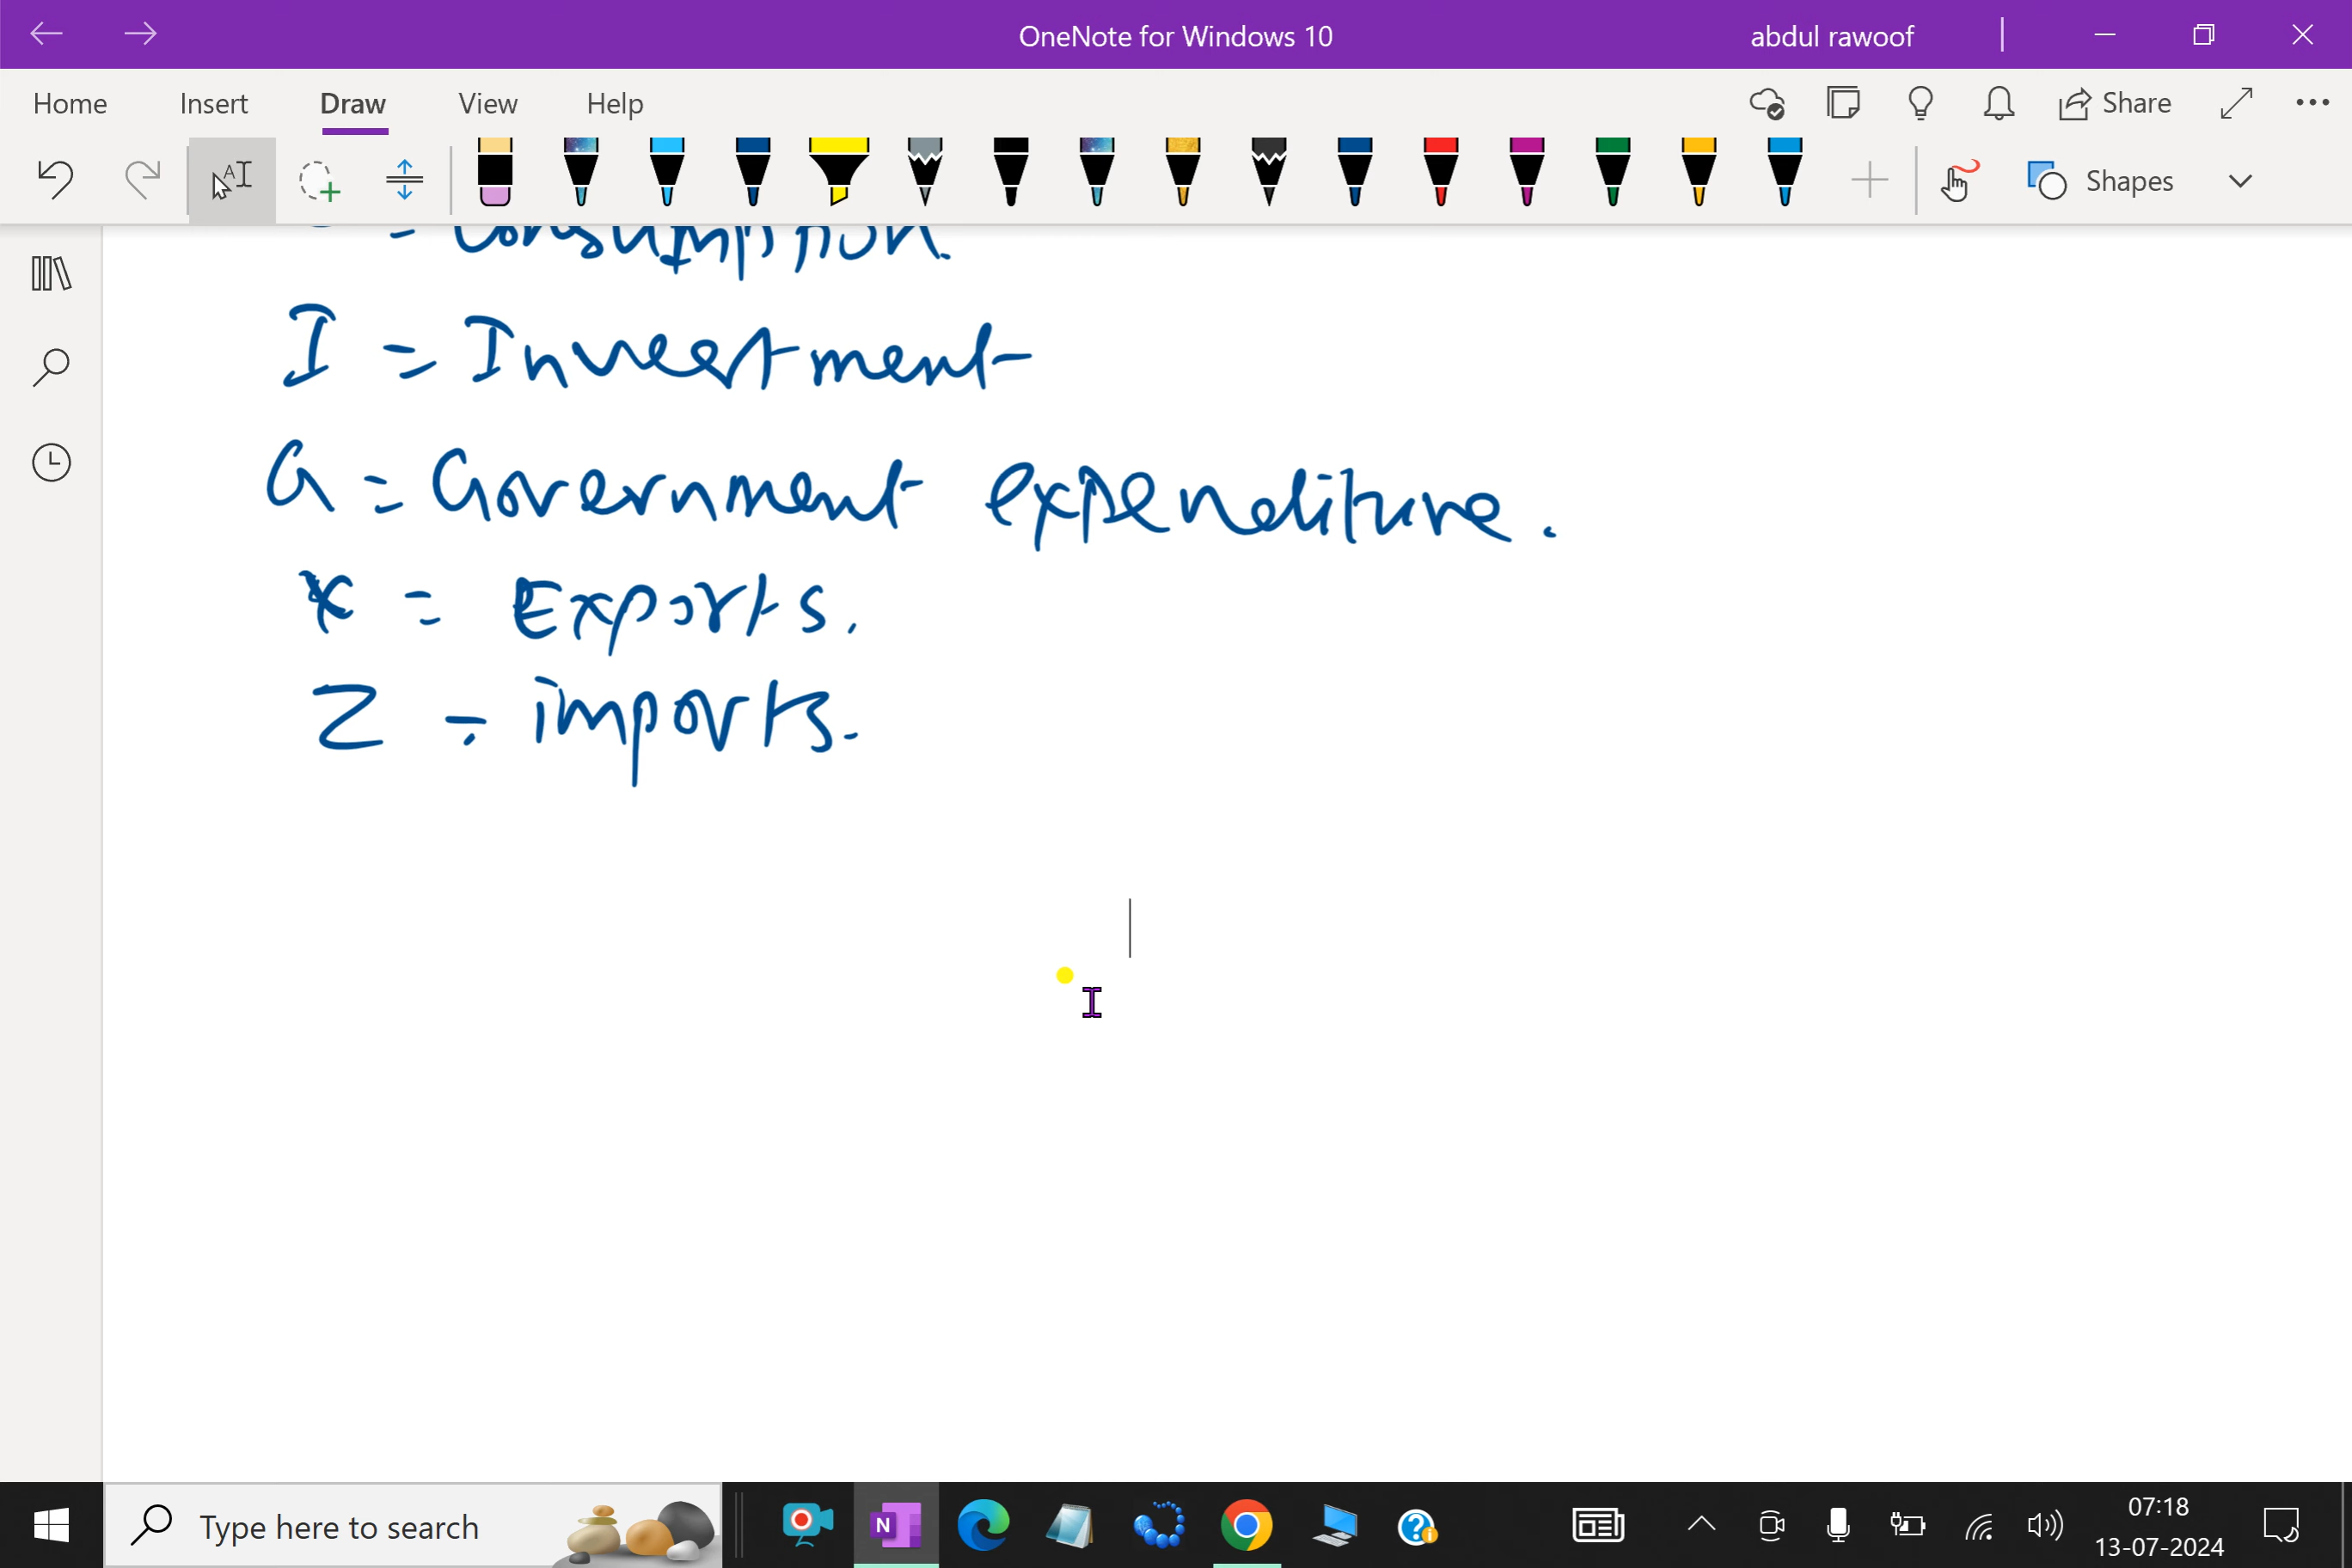 OneNote for Windows 10
abdul rawoof
Home
Insert
Draw
View
Help
Share
Shapes
= Consumption.
I = Investment
G = Government expenditure.
X = Exports.
Z = imports.
Type here to search
07:18
13-07-2024